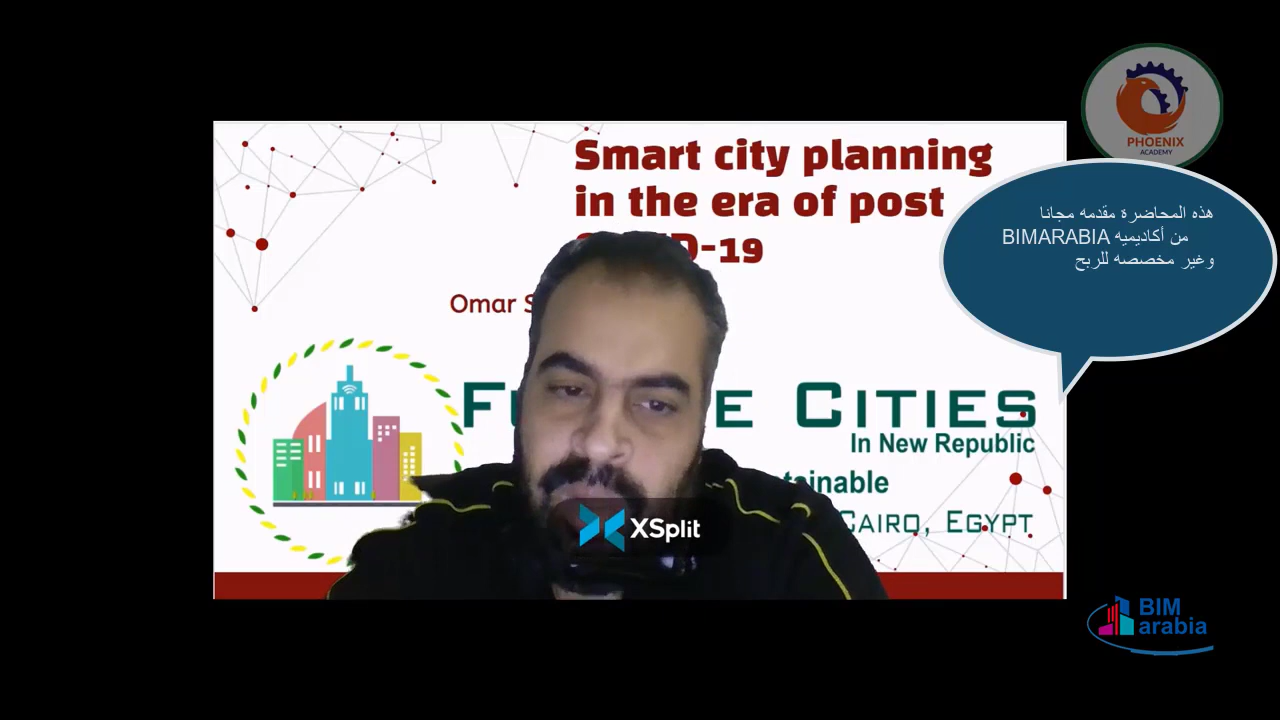 PHOENIX
ACADEMY
Smart city planning
in the era of post
-19
هذه المحاضرة مقدمه مجانا
من أكاديميه BIMARABIA
وغير مخصصه للربح
Omar
CITIES
In New Republic
CAIRO, EGYPT
XSplit
BIM
arabia